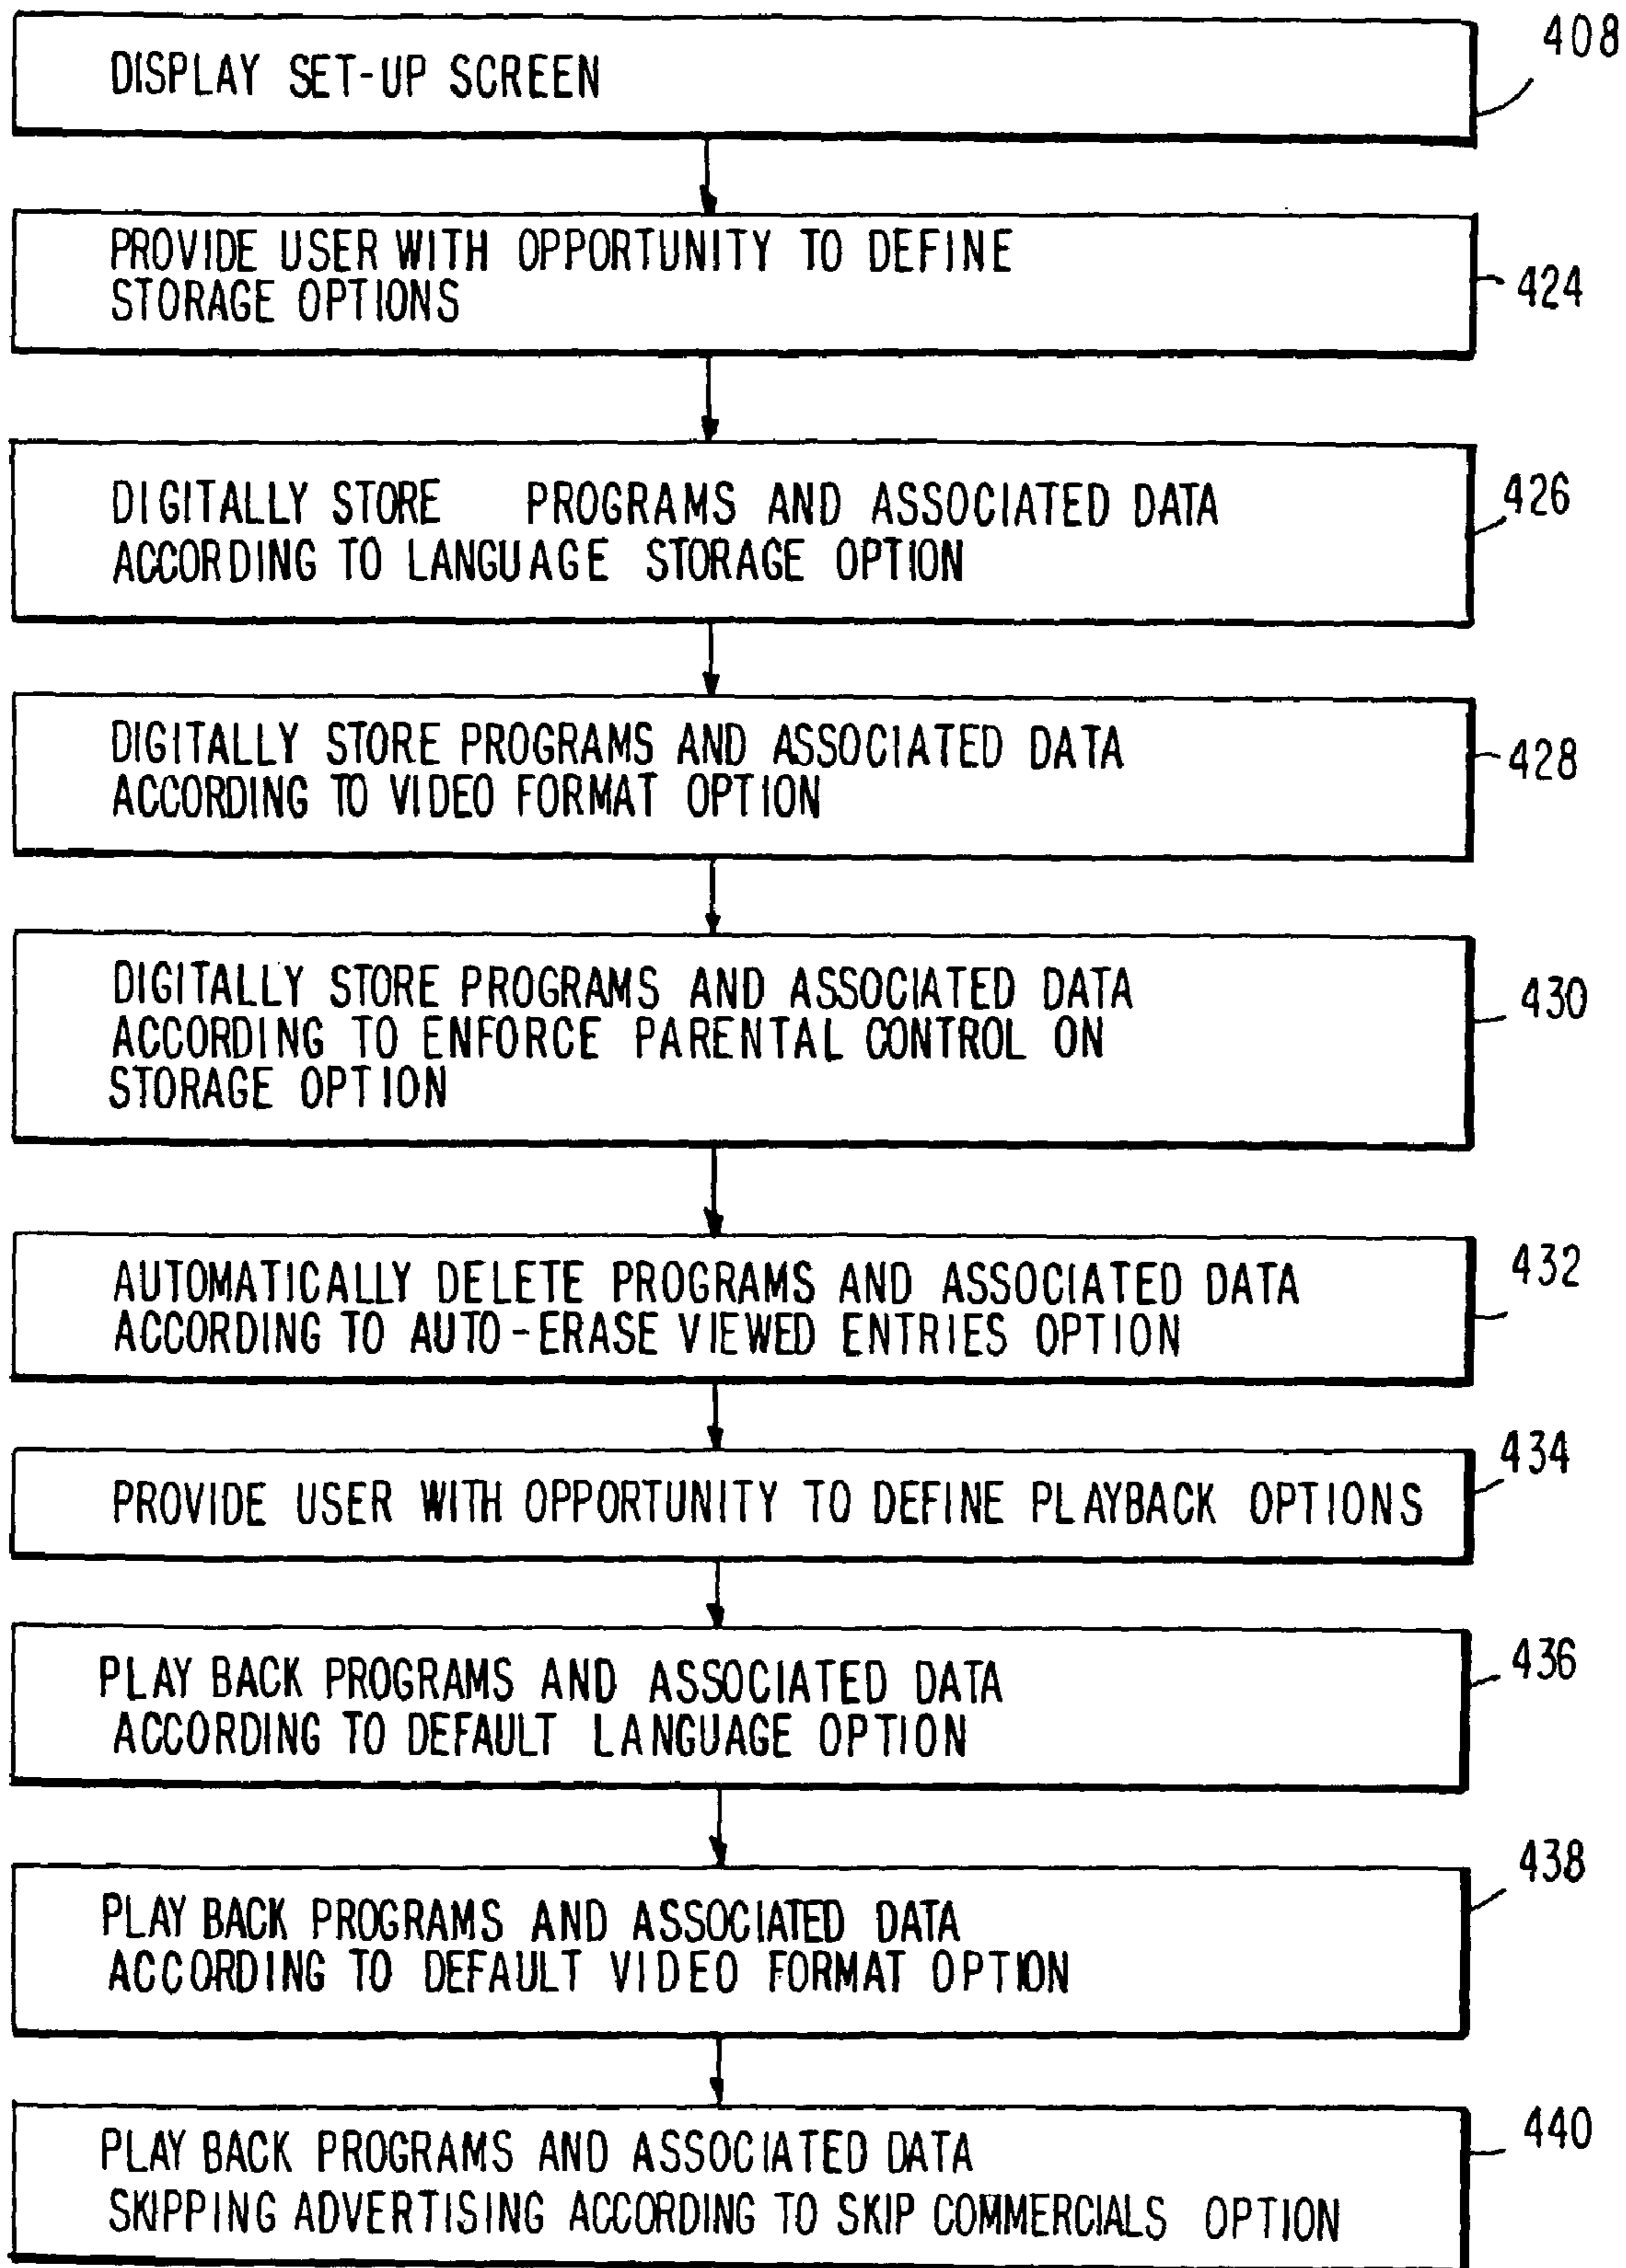 DISPLAY SET-UP SCREEN
408
PROVIDE USER WITH OPPORTUNITY TO DEFINE
STORAGE OPTIONS
424
DIGITALLY STORE PROGRAMS AND ASSOCIATED DATA
ACCORDING TO LANGUAGE STORAGE OPTION
426
DIGITALLY STORE PROGRAMS AND ASSOCIATED DATA
ACCORDING TO VIDEO FORMAT OPTION
428
DIGITALLY STORE PROGRAMS AND ASSOCIATED DATA
ACCORDING TO ENFORCE PARENTAL CONTROL ON
STORAGE OPTION
430
AUTOMATICALLY DELETE PROGRAMS AND ASSOCIATED DATA
ACCORDING TO AUTO-ERASE VIEWED ENTRIES OPTION
432
PROVIDE USER WITH OPPORTUNITY TO DEFINE PLAYBACK OPTIONS
434
PLAY BACK PROGRAMS AND ASSOCIATED DATA
ACCORDING TO DEFAULT LANGUAGE OPTION
436
PLAY BACK PROGRAMS AND ASSOCIATED DATA
ACCORDING TO DEFAULT VIDEO FORMAT OPTION
438
PLAY BACK PROGRAMS AND ASSOCIATED DATA
SKIPPING ADVERTISING ACCORDING TO SKIP COMMERCIALS OPTION
440